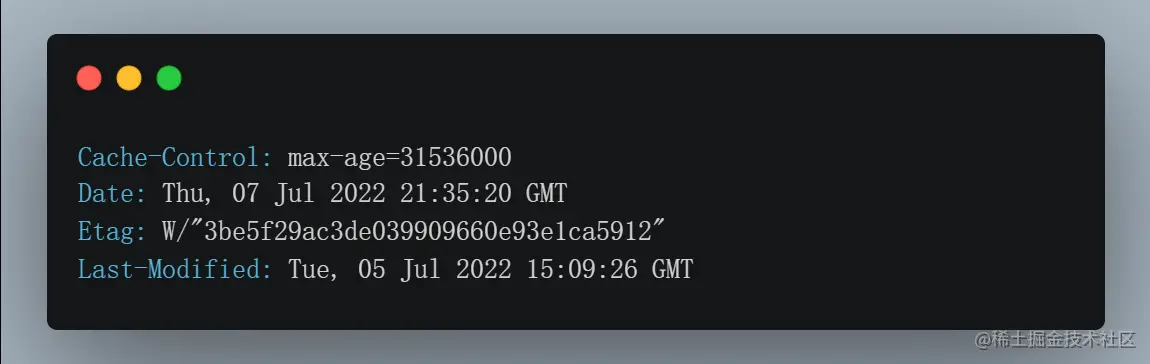 Cache-Control: max-age=31536000
Date: Thu, 07 Jul 2022 21:35:20 GMT
Etag: W/"3be5f29ac3de039909660e93e1ca5912"
Last-Modified: Tue, 05 Jul 2022 15:09:26 GMT
@稀土掘金技术社区